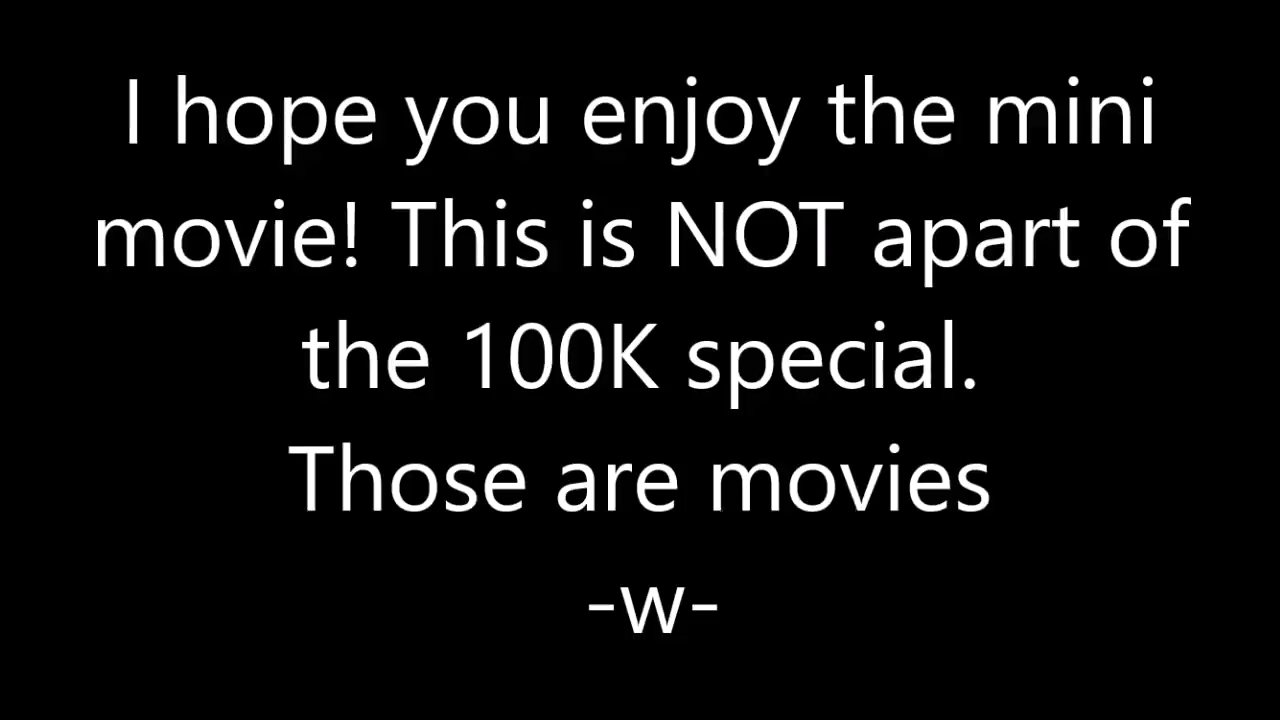 I hope you enjoy the mini
movie! This is NOT apart of
the 100K special.
Those are movies
-w-